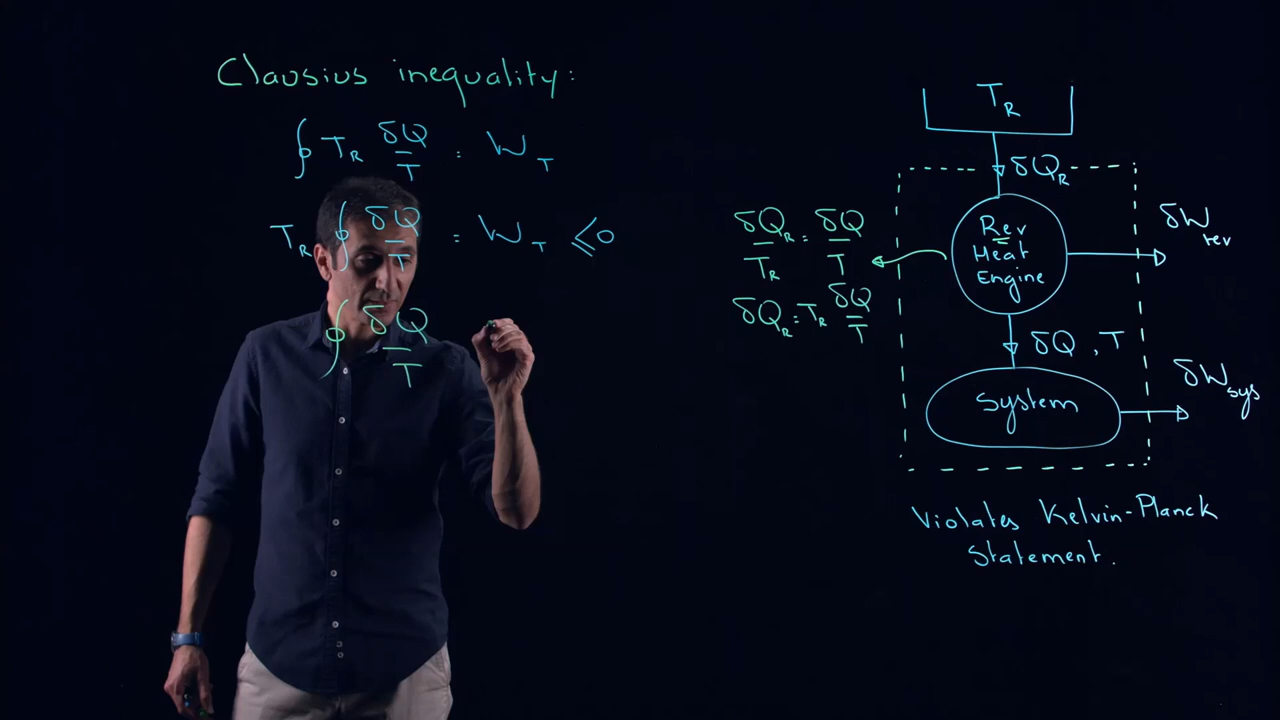 Clausius inequality:
∮ T_R δQ/T = W_T
T_R ∮ δQ/T = W_T ≤0
∮ δQ/T
T_R
δQ_R
δQ_R/T_R = δQ/T
δQ_R = T_R δQ/T
Rev
Heat
Engine
δW_rev
δQ , T
System
δW_sys
Violates Kelvin-Planck
Statement.